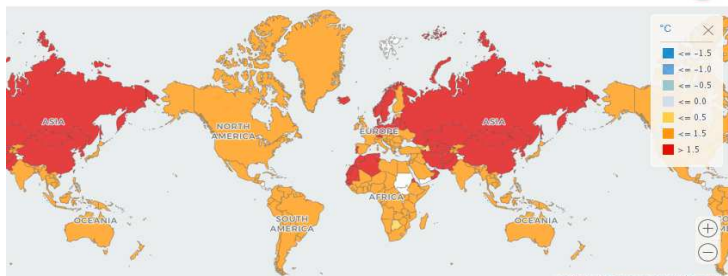 °C
<= -1.5
<= -1.0
<= -0.5
<= 0.0
<= 0.5
<= 1.5
> 1.5
ASIA
NORTH
AMERICA
EUROPE
ASIA
AFRICA
OCEANIA
SOUTH
AMERICA
OCEANIA